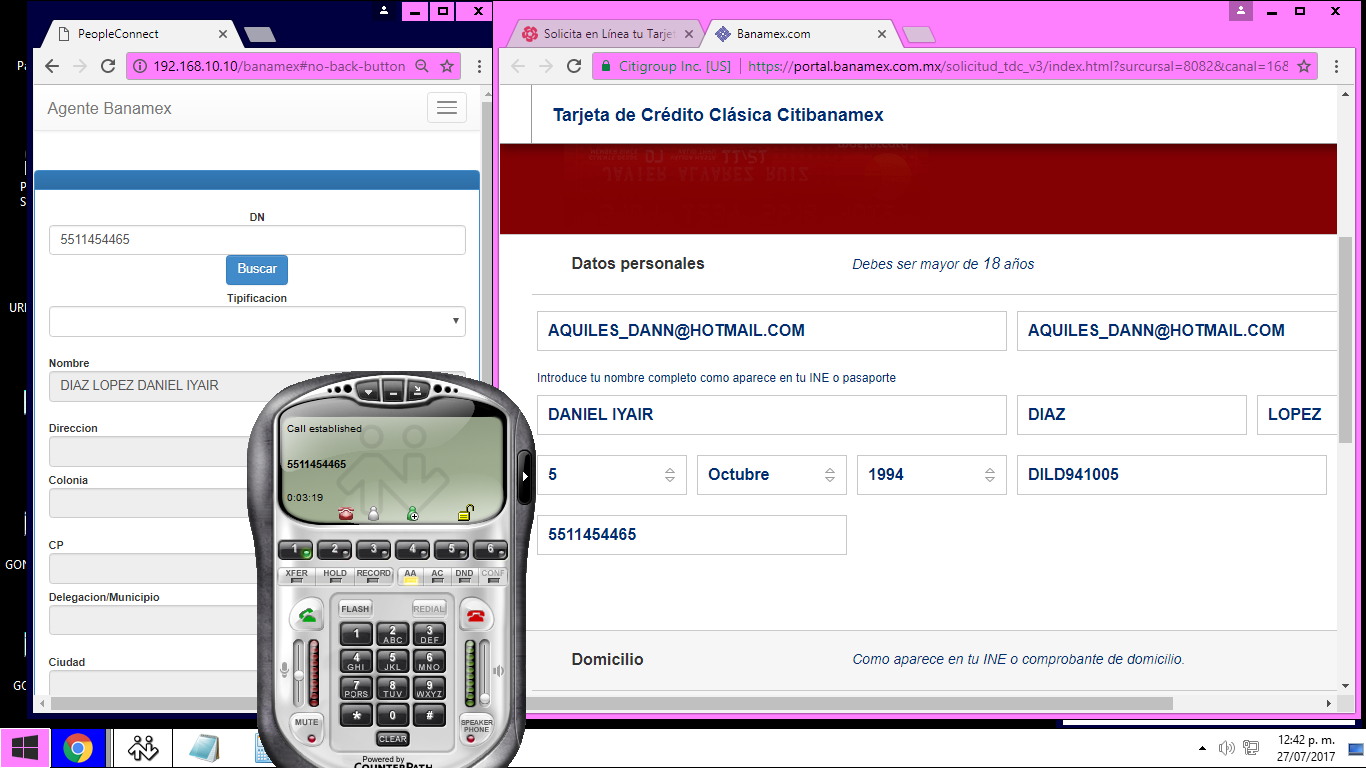 PeopleConnect
192.168.10.10/banamex#no-back-button
Agente Banamex
DN
5511454465
Buscar
Tipificacion
Nombre
DIAZ LOPEZ DANIEL IYAIR
Direccion
Colonia
CP
Delegacion/Municipio
Ciudad
Solicita en Línea tu Tarjet
Banamex.com
Citigroup Inc. [US]
https://portal.banamex.com.mx/solicitud_tdc_v3/index.html?surcursal=8082&canal=168
Tarjeta de Crédito Clásica Citibanamex
JAVIER ALVAREZ RUIZ
Datos personales
Debes ser mayor de 18 años
AQUILES_DANN@HOTMAIL.COM
AQUILES_DANN@HOTMAIL.COM
Introduce tu nombre completo como aparece en tu INE o pasaporte
DANIEL IYAIR
DIAZ
LOPEZ
5
Octubre
1994
DILD941005
5511454465
Domicilio
Como aparece en tu INE o comprobante de domicilio.
Call established
5511454465
0:03:19
1 2 3 4 5 6
XFER HOLD RECORD AA AC DND CONF
FLASH REDIAL
1 2 ABC 3 DEF
4 GHI 5 JKL 6 MNO
7 PQRS 8 TUV 9 WXYZ
* 0 #
MUTE
SPEAKER PHONE
CLEAR
Powered by
COUNTERPATH
12:42 p. m.
27/07/2017